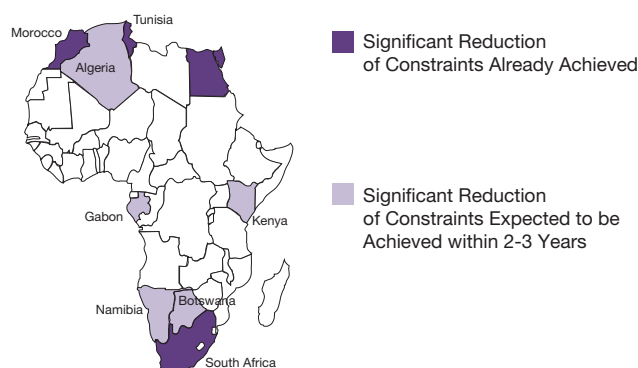 Tunisia
Morocco
Algeria
Gabon
Kenya
Namibia
Botswana
South Africa
Significant Reduction
of Constraints Already Achieved
Significant Reduction
of Constraints Expected to be
Achieved within 2-3 Years